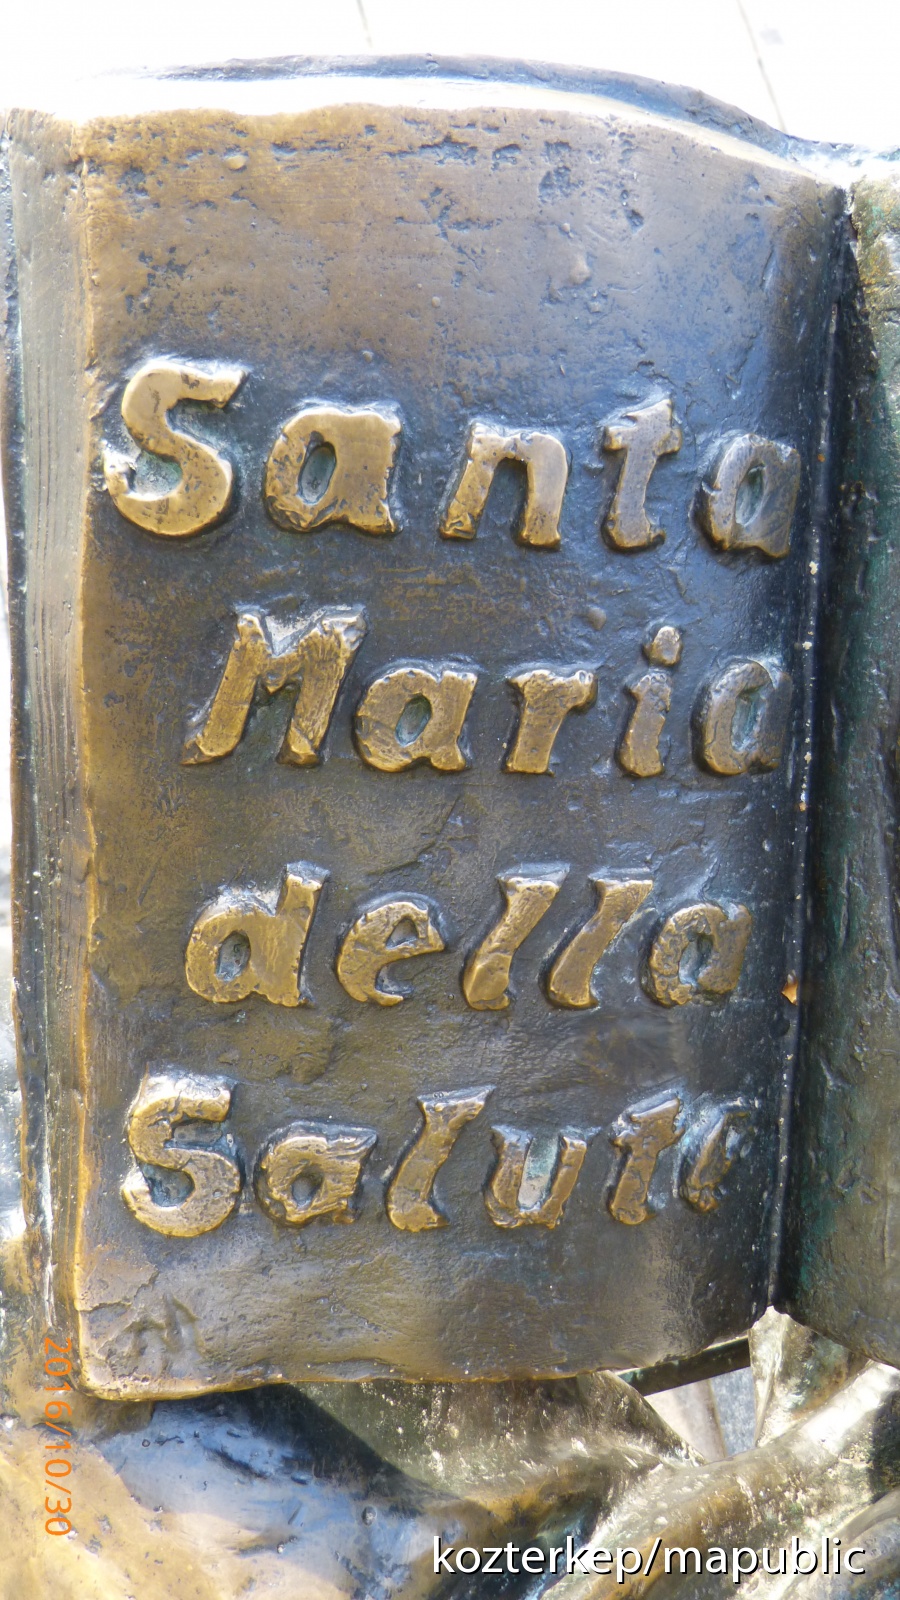 Santa
Maria
della
Salute
2016/10/30
kozterkep/mapublic